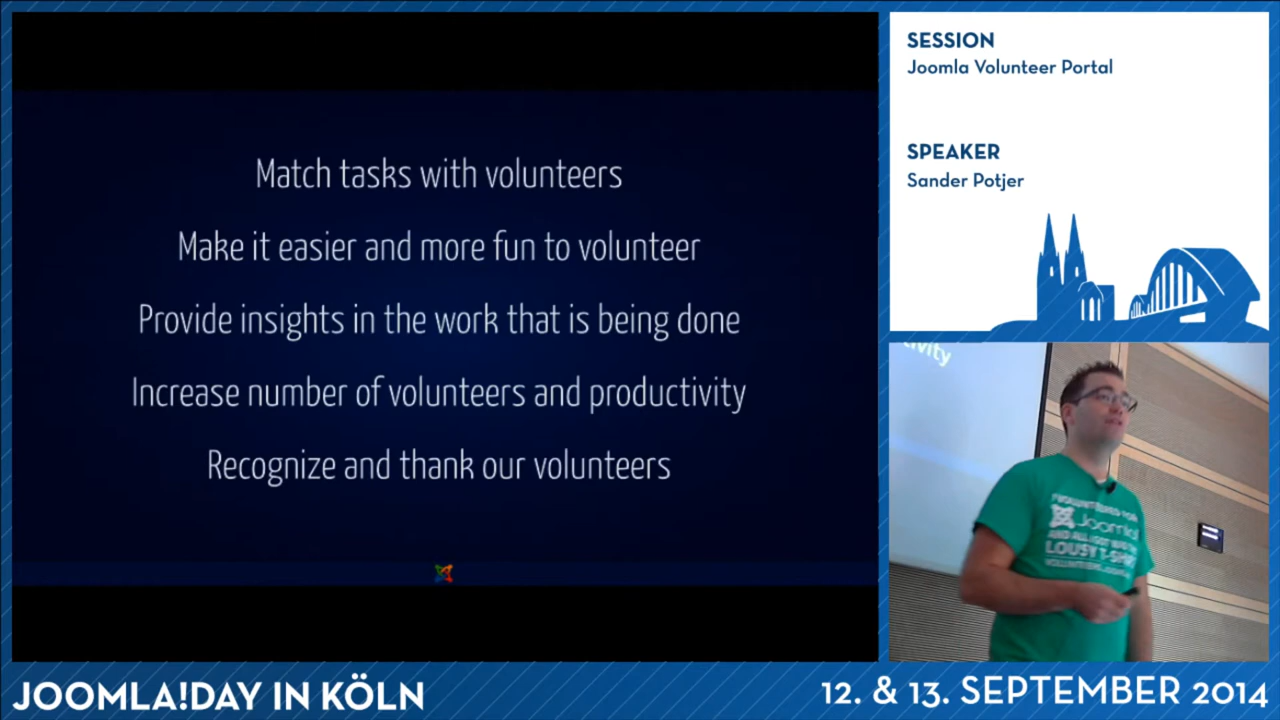 Match tasks with volunteers
Make it easier and more fun to volunteer
Provide insights in the work that is being done
Increase number of volunteers and productivity
Recognize and thank our volunteers
SESSION
Joomla Volunteer Portal
SPEAKER
Sander Potjer
Joomla!
LOUSY
JOOMLA!DAY IN KÖLN
12. & 13. SEPTEMBER 2014